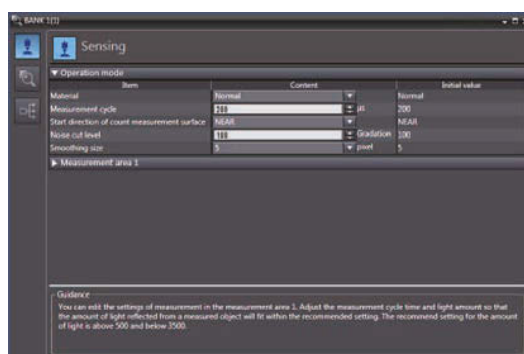 BANK 1(1)
Sensing
▼ Operation mode
Item Content Initial value
Material Normal Normal
Measurement cycle 200 μs 200
Start direction of count measurement surface NEAR NEAR
Noise cut level 100 Gradation 100
Smoothing size 5 pixel 5
▶ Measurement area 1
Guidance
You can edit the settings of measurement in the measurement area 1. Adjust the measurement cycle time and light amount so that
the amount of light reflected from a measured object will fit within the recommended setting. The recommend setting for the amount
of light is above 500 and below 3500.